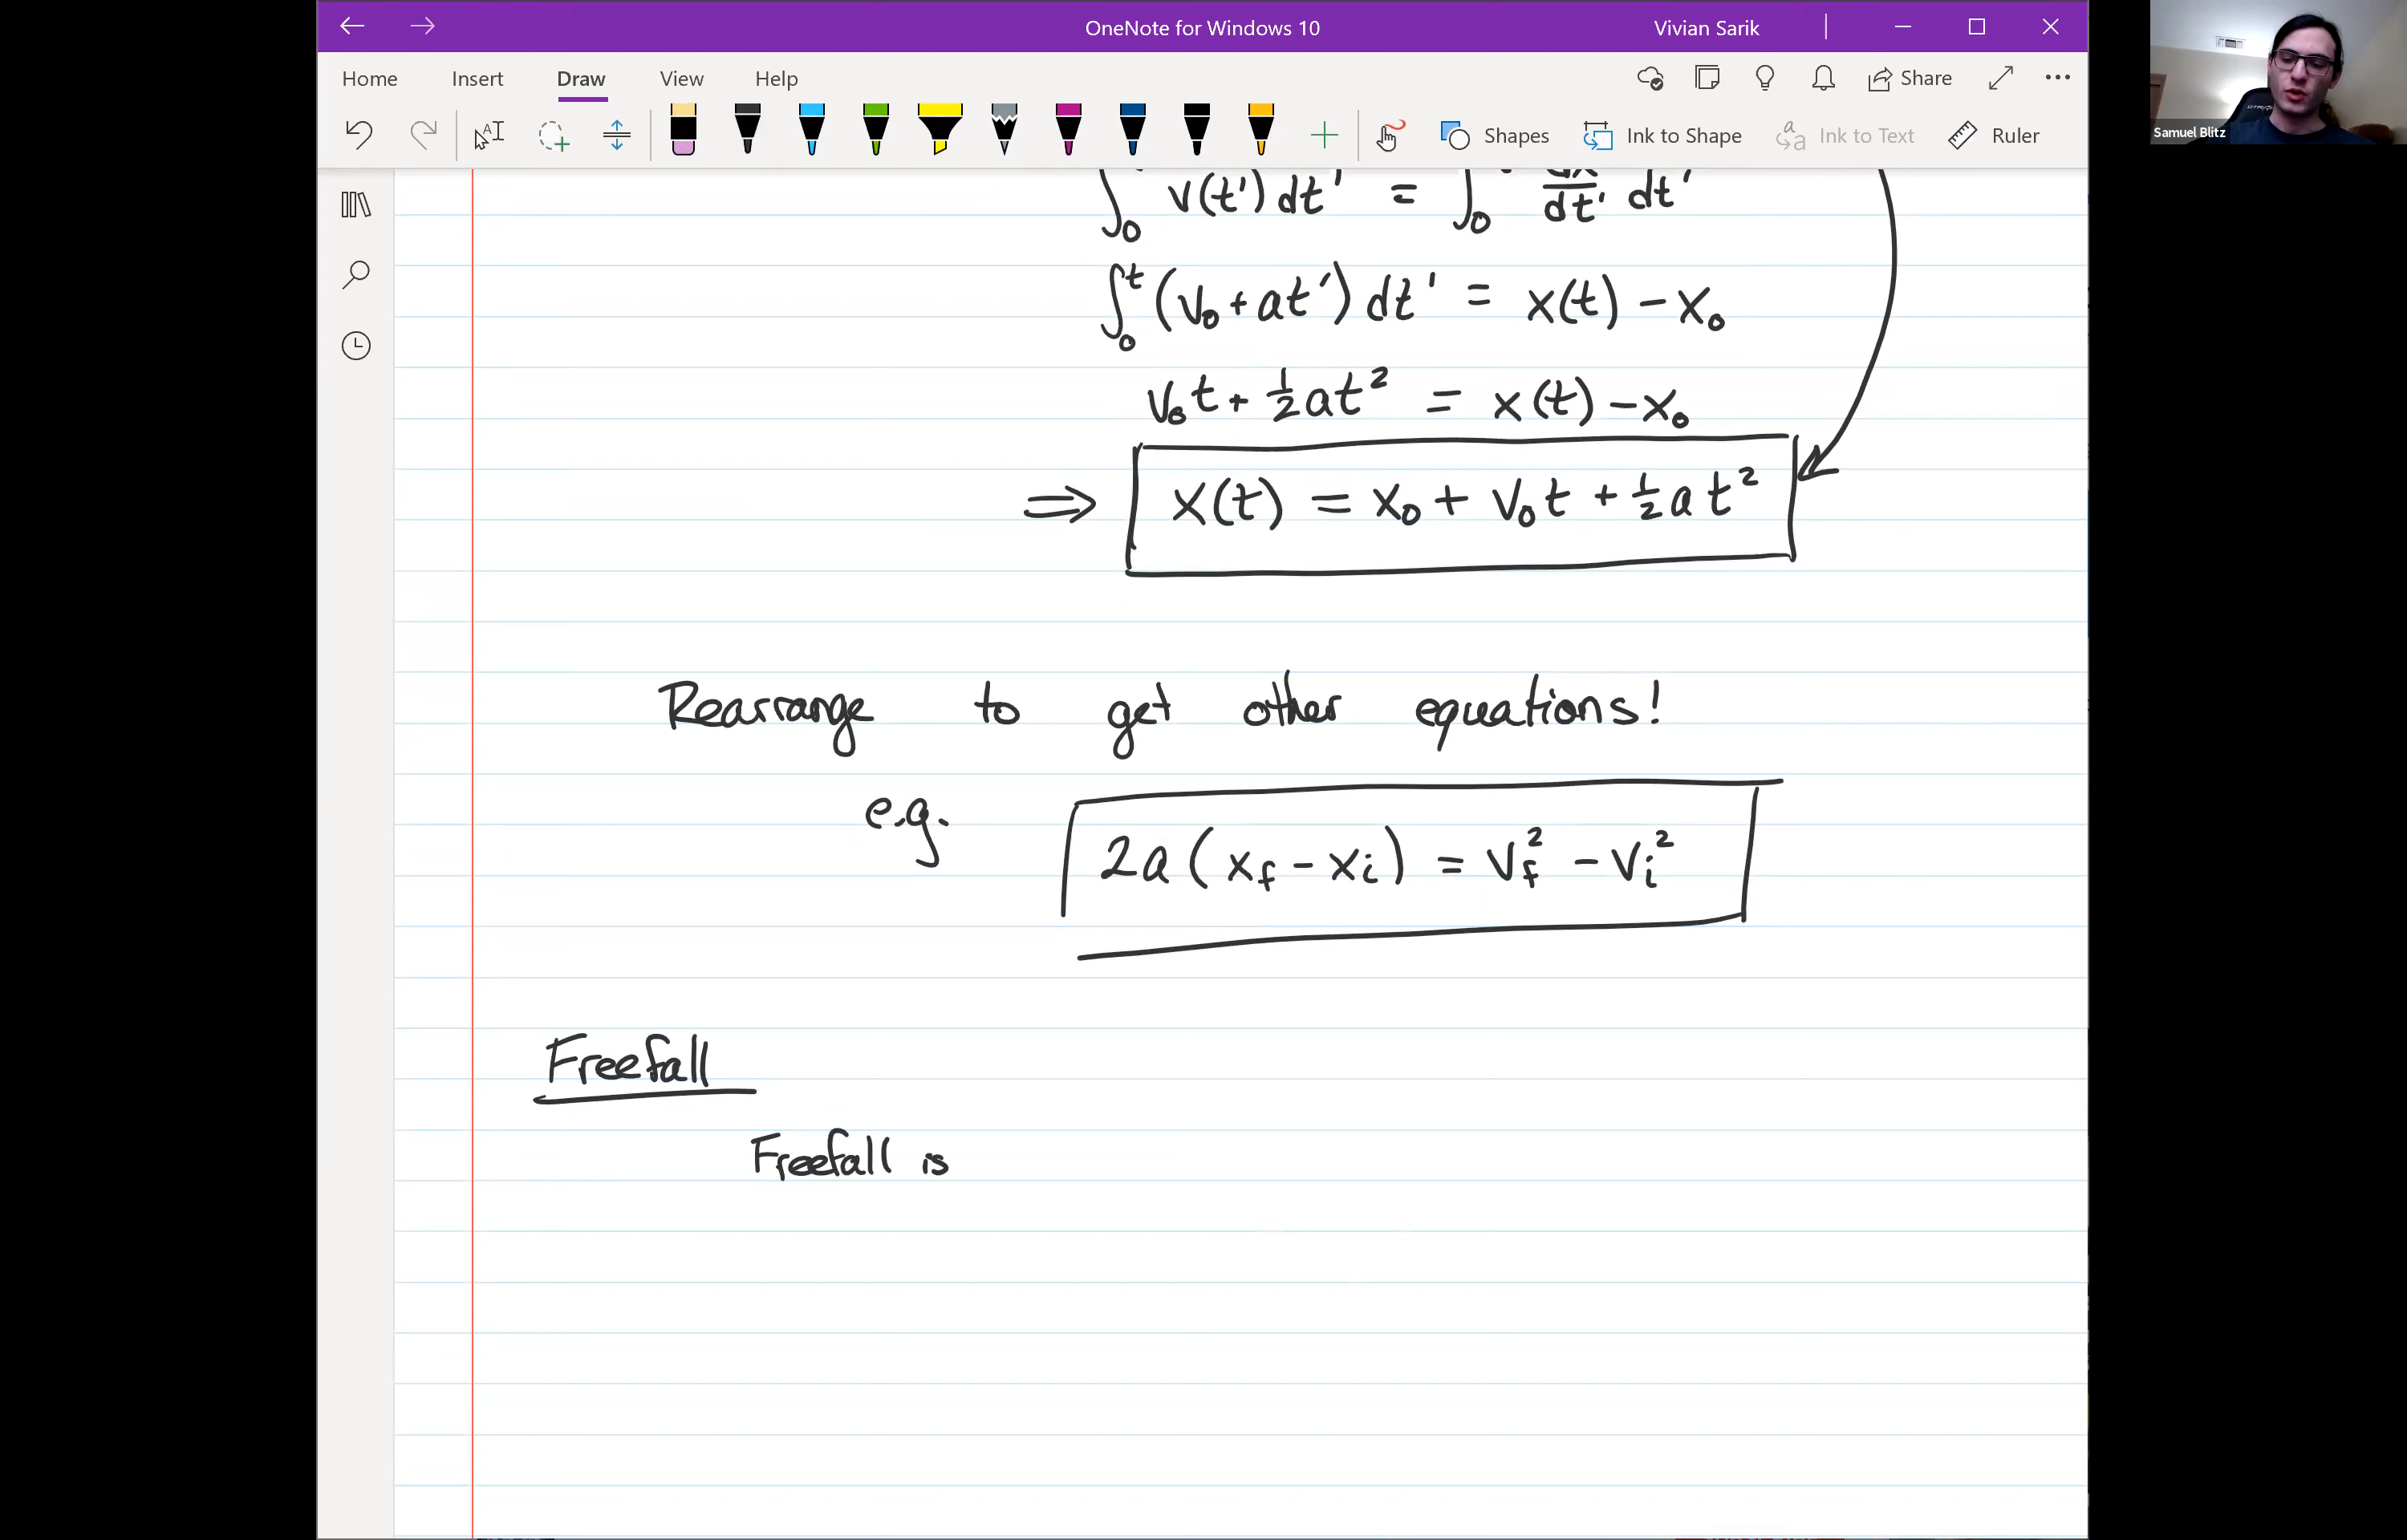 OneNote for Windows 10
Vivian Sarik
Home Insert Draw View Help
Share
Shapes Ink to Shape Ink to Text Ruler
Samuel Blitz
∫₀ v(t')dt' = ∫₀ dx/dt' dt'
∫₀ᵗ (v₀+at')dt' = x(t) - x₀
v₀t + ½at² = x(t) - x₀
⇒ x(t) = x₀ + v₀t + ½at²
Rearrange to get other equations!
e.g. 2a(x_f - x_i) = v_f² - v_i²
Freefall
Freefall is